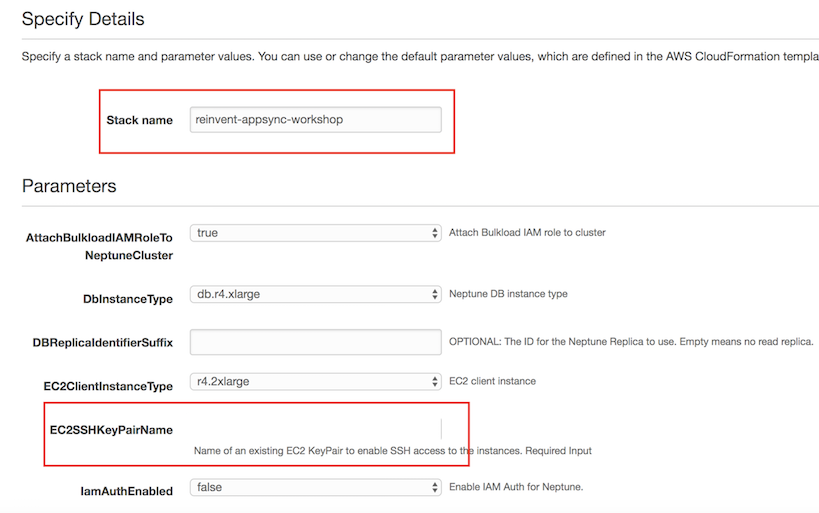 Specify Details
Specify a stack name and parameter values. You can use or change the default parameter values, which are defined in the AWS CloudFormation templa
Stack name
reinvent-appsync-workshop
Parameters
AttachBulkloadIAMRoleTo
NeptuneCluster
true
Attach Bulkload IAM role to cluster
DbInstanceType
db.r4.xlarge
Neptune DB instance type
DBReplicaIdentifierSuffix
OPTIONAL: The ID for the Neptune Replica to use. Empty means no read replica.
EC2ClientInstanceType
r4.2xlarge
EC2 client instance
EC2SSHKeyPairName
Name of an existing EC2 KeyPair to enable SSH access to the instances. Required Input
IamAuthEnabled
false
Enable IAM Auth for Neptune.